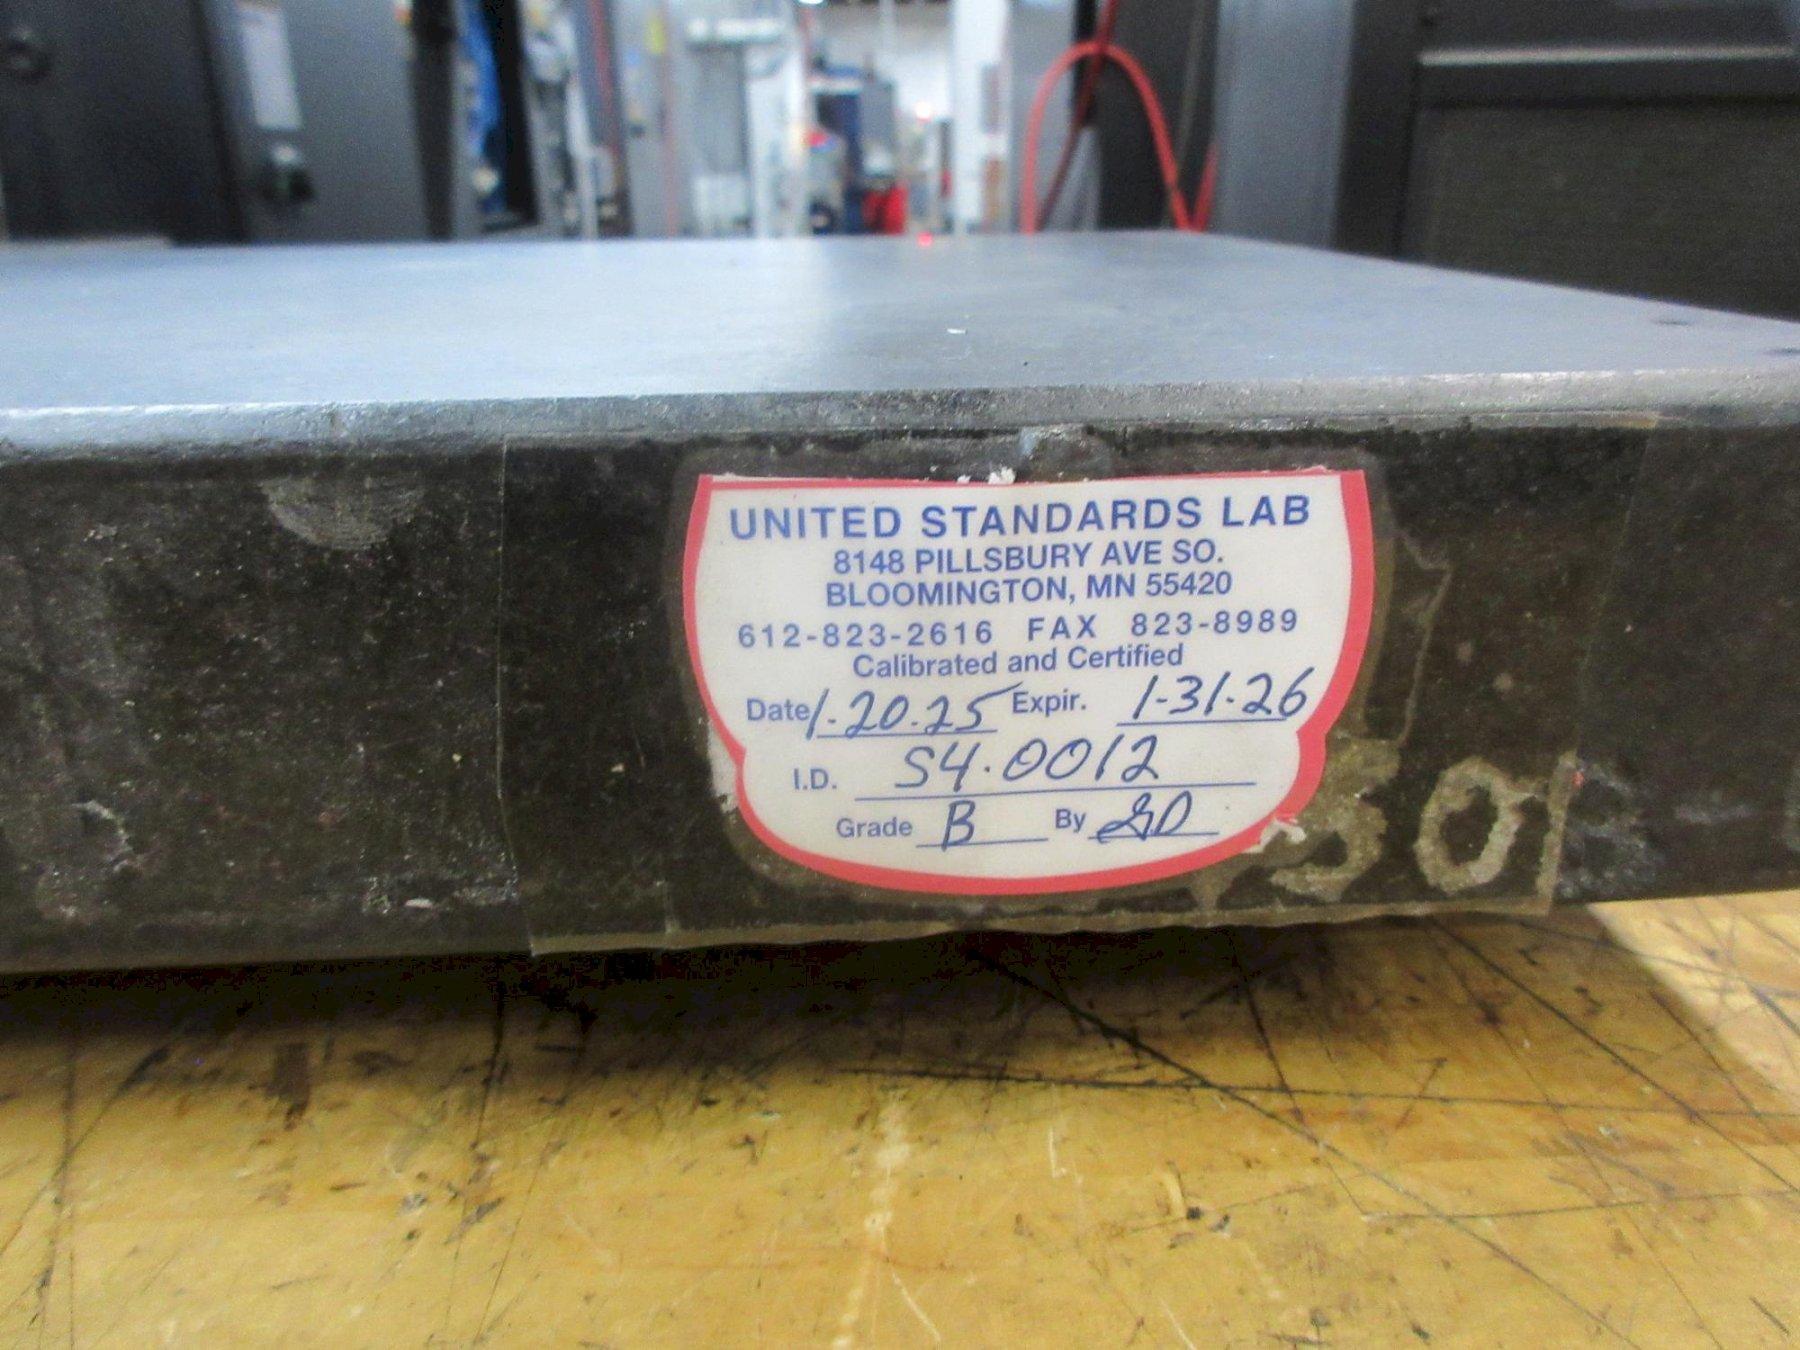 UNITED STANDARDS LAB
8148 PILLSBURY AVE SO.
BLOOMINGTON, MN 55420
612-823-2616 FAX 823-8989
Calibrated and Certified
Date 1-20-25 Expir. 1-31-26
I.D. S4-0012
Grade B By
50